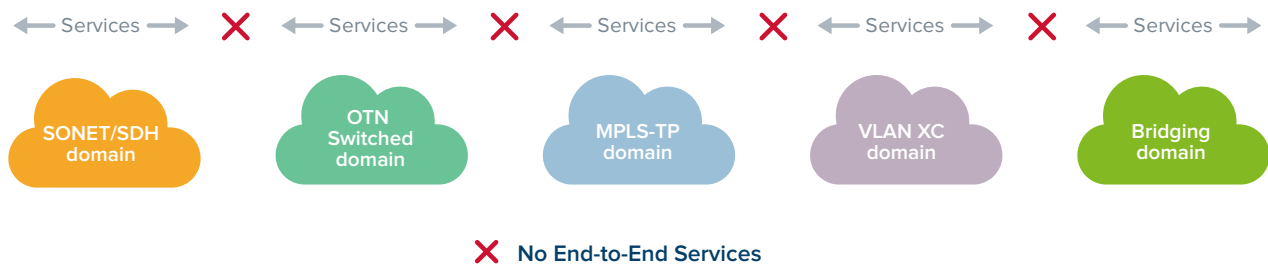 Services Services Services Services Services
SONET/SDH
domain
OTN
Switched
domain
MPLS-TP
domain
VLAN XC
domain
Bridging
domain
No End-to-End Services